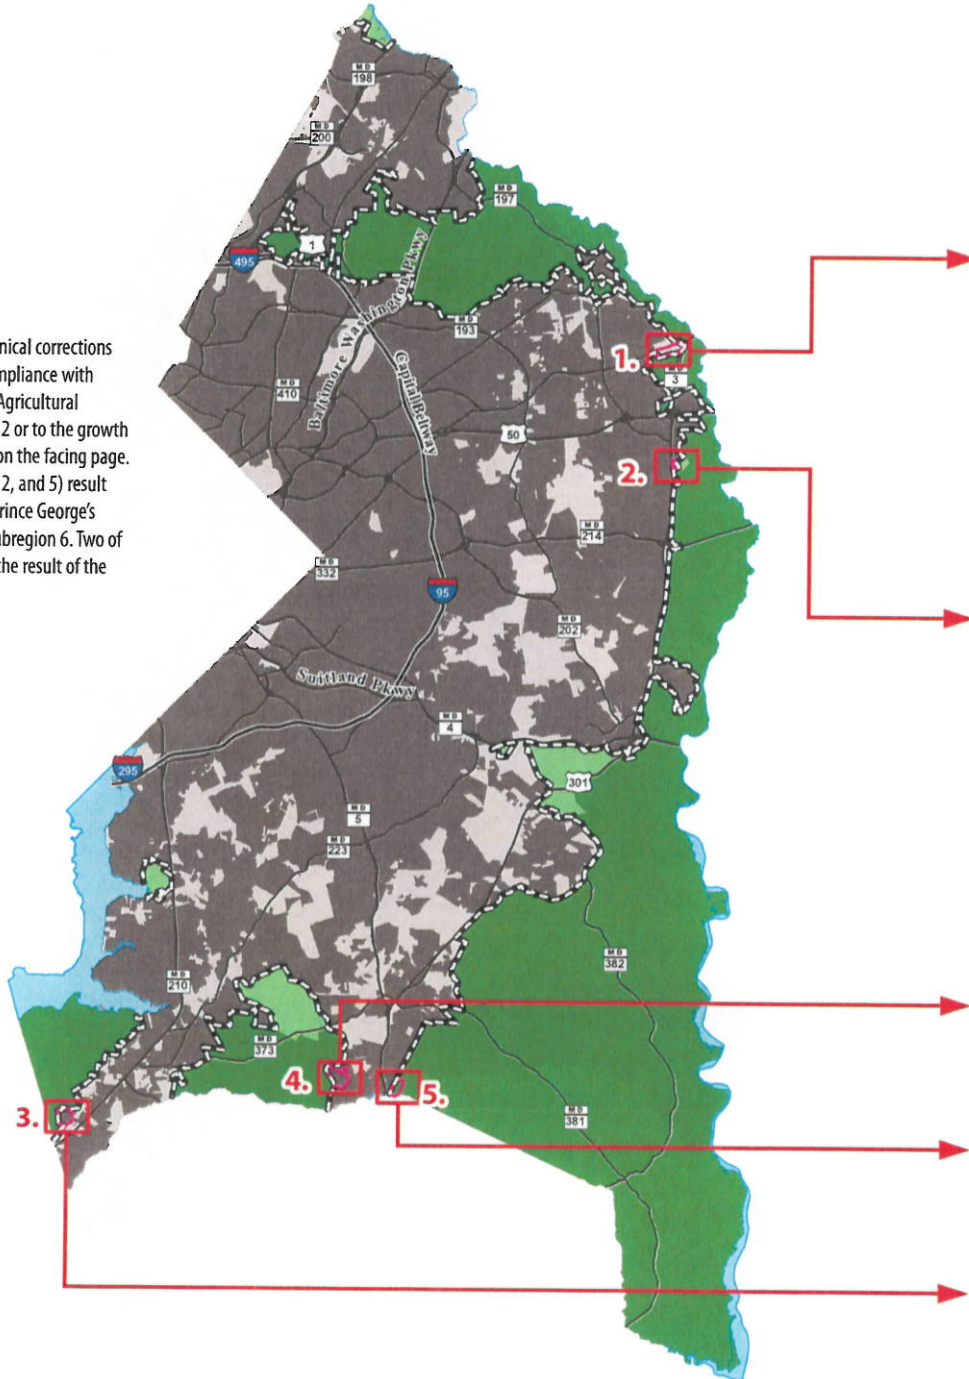 MD
198
MD
200
MD
197
1
495
Baltimore Washington Pkwy
MD
193
1.
3
nical corrections
mpliance with
Agricultural
2 or to the growth
on the facing page.
2, and 5) result
rince George's
ubregion 6. Two of
the result of the
MD
410
Capital Beltway
50
2.
MD
214
MD
332
95
MD
202
Suitland Pkwy
MD
4
295
301
MD
5
MD
223
MD
382
MD
210
MD
373
4.
5.
3.
MD
381